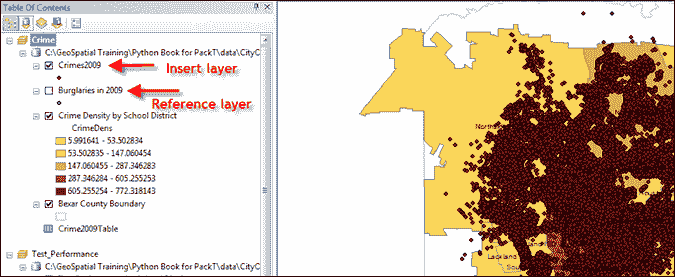 Table Of Contents
Crime
C:\GeoSpatial Training\Python Book for PackT\data\CityC
Crimes2009
Insert layer
Burglaries in 2009
Reference layer
Crime Density by School District
CrimeDens
5.991641 - 53.502834
53.502835 - 147.060454
147.060455 - 287.346283
287.346284 - 605.255253
605.255254 - 772.318143
Bexar County Boundary
Crime2009Table
Test_Performance
C:\GeoSpatial Training\Python Book for PackT\data\CityC
Lackland